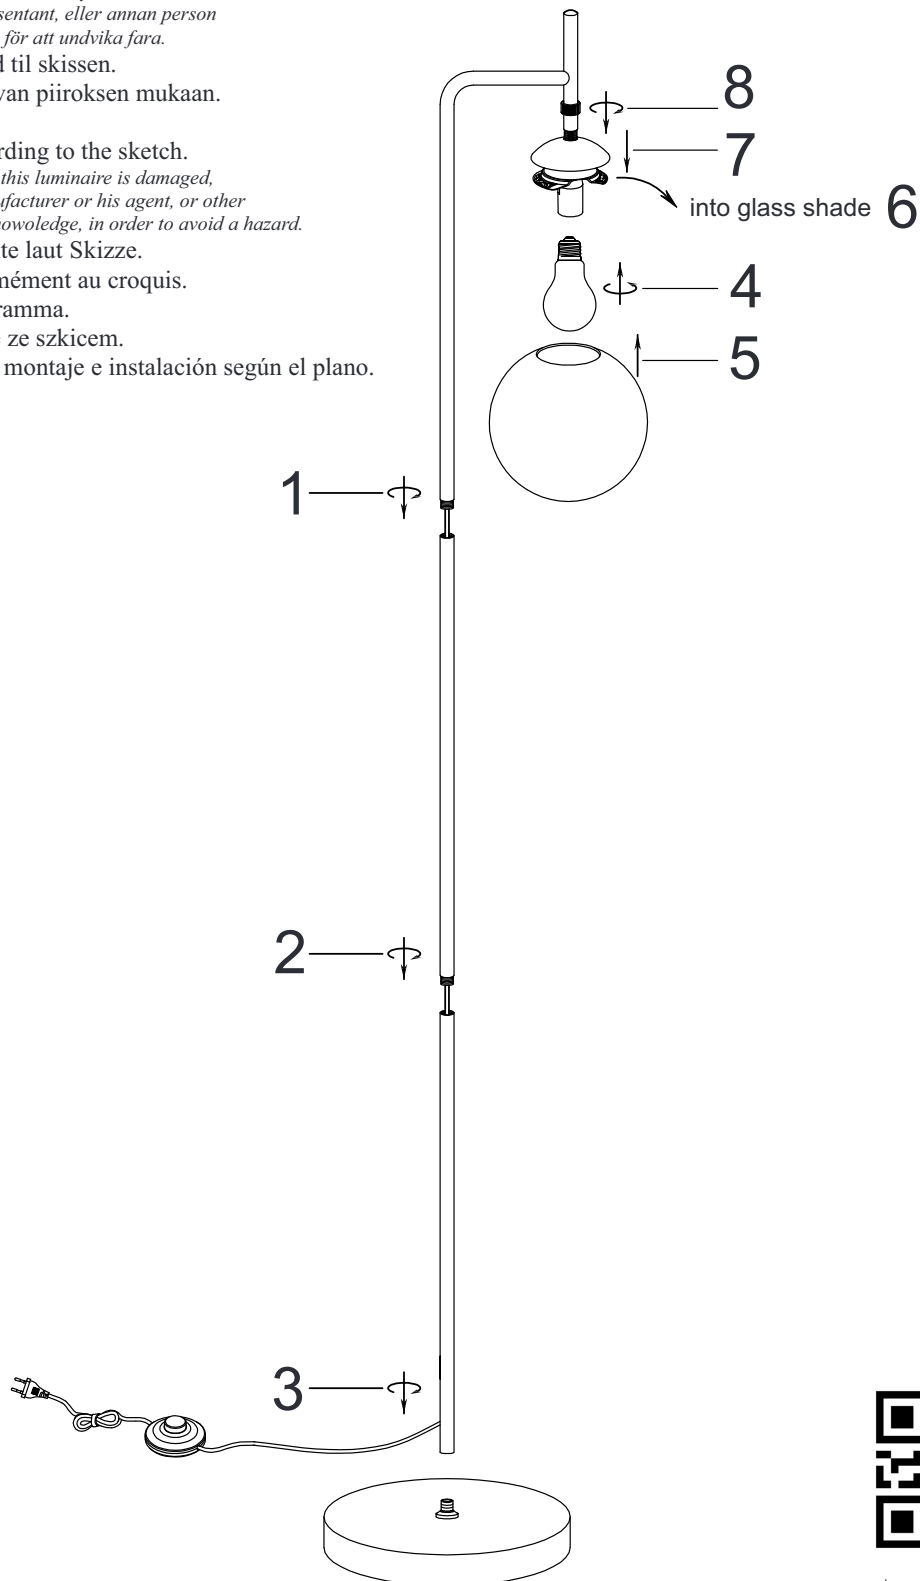 sentant, eller annan person
för att undvika fara.
d til skissen.
van piiroksen mukaan.
rding to the sketch.
this luminaire is damaged,
ufacturer or his agent, or other
nowoledge, in order to avoid a hazard.
te laut Skizze.
mément au croquis.
ramma.
ze szkicem.
montaje e instalación según el plano.
8
7
into glass shade 6
4
5
1
2
3